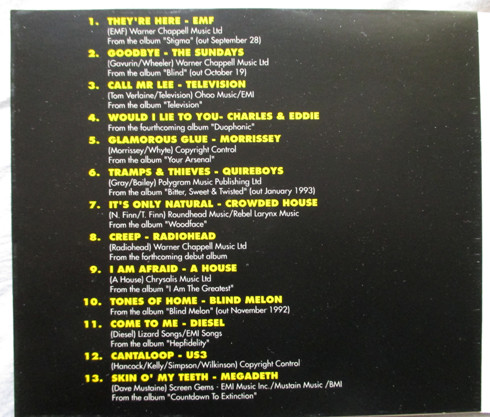 1. THEY'RE HERE - EMF
(EMF) Warner Chappell Music Ltd
From the album "Stigma" (out September 28)
2. GOODBYE - THE SUNDAYS
(Gavurin/Wheeler) Warner Chappell Music Ltd
From the album "Blind" (out October 19)
3. CALL MR LEE - TELEVISION
(Tom Verlaine/Television) Ohoo Music/EMI
From the album "Television"
4. WOULD I LIE TO YOU- CHARLES & EDDIE
From the fourthcoming album "Duophonic"
5. GLAMOROUS GLUE - MORRISSEY
(Morrissey/Whyte) Copyright Control
From the album "Your Arsenal"
6. TRAMPS & THIEVES - QUIREBOYS
(Gray/Bailey) Polygram Music Publishing Ltd
From the album "Bitter, Sweet & Twisted" (out January 1993)
7. IT'S ONLY NATURAL - CROWDED HOUSE
(N. Finn/T. Finn) Roundhead Music/Rebel Larynx Music
From the album "Woodface"
8. CREEP - RADIOHEAD
(Radiohead) Warner Chappell Music Ltd
From the forthcoming debut album
9. I AM AFRAID - A HOUSE
(A House) Chrysalis Music Ltd
From the album "I Am The Greatest"
10. TONES OF HOME - BLIND MELON
From the album "Blind Melon" (out November 1992)
11. COME TO ME - DIESEL
(Diesel) Lizard Songs/EMI Songs
From the album "Hepfidelity"
12. CANTALOOP - US3
(Hancock/Kelly/Simpson/Wilkinson) Copyright Control
13. SKIN O' MY TEETH - MEGADETH
(Dave Mustaine) Screen Gems - EMI Music Inc./Mustain Music /BMI
From the album "Countdown To Extinction"